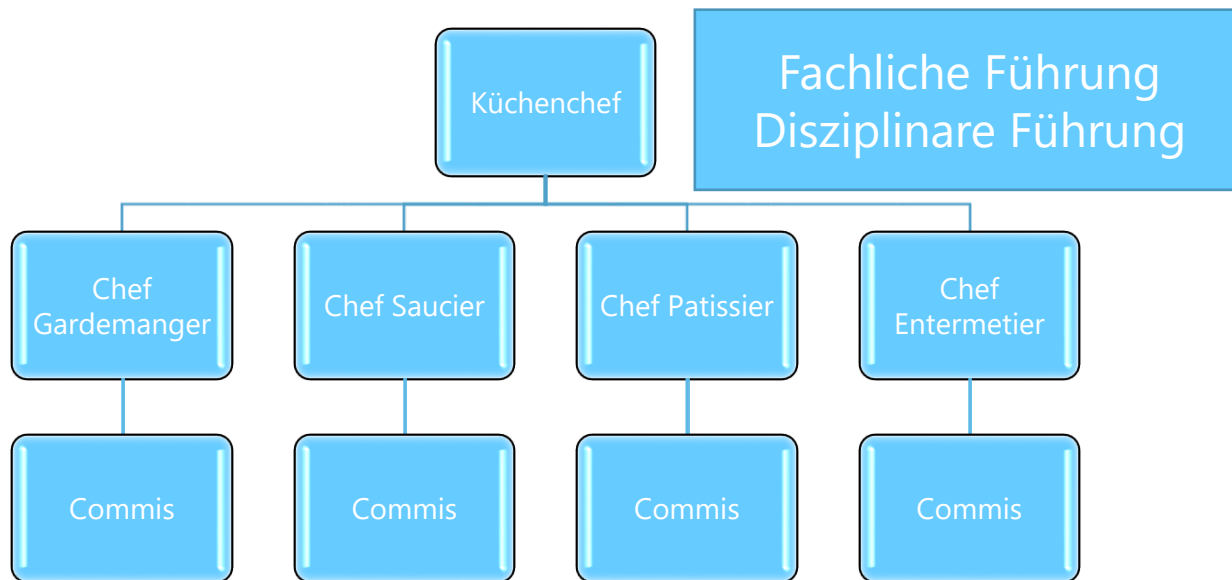 Küchenchef
Fachliche Führung
Disziplinare Führung
Chef
Gardemanger
Chef Saucier
Chef Patissier
Chef
Entermetier
Commis
Commis
Commis
Commis